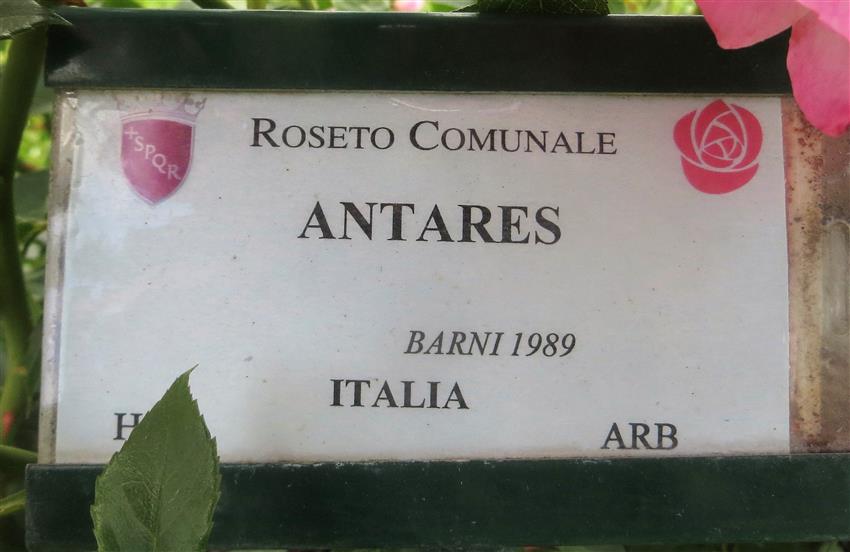 SPQR
ROSETO COMUNALE
ANTARES
BARNI 1989
ITALIA
ARB